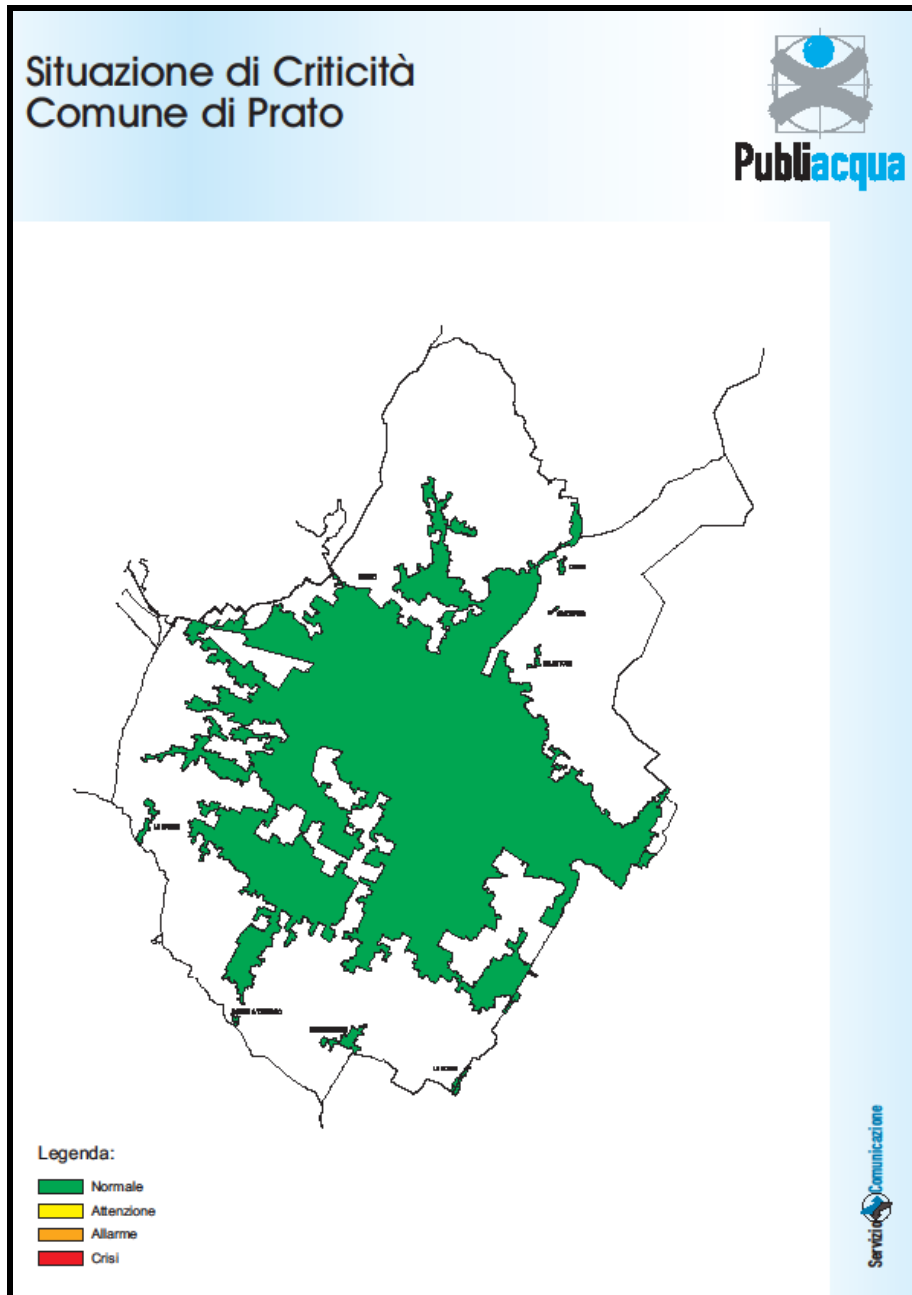 Situazione di Criticità
Comune di Prato
Publiacqua
Legenda:
Normale
Attenzione
Allarme
Crisi
Servizio Comunicazione